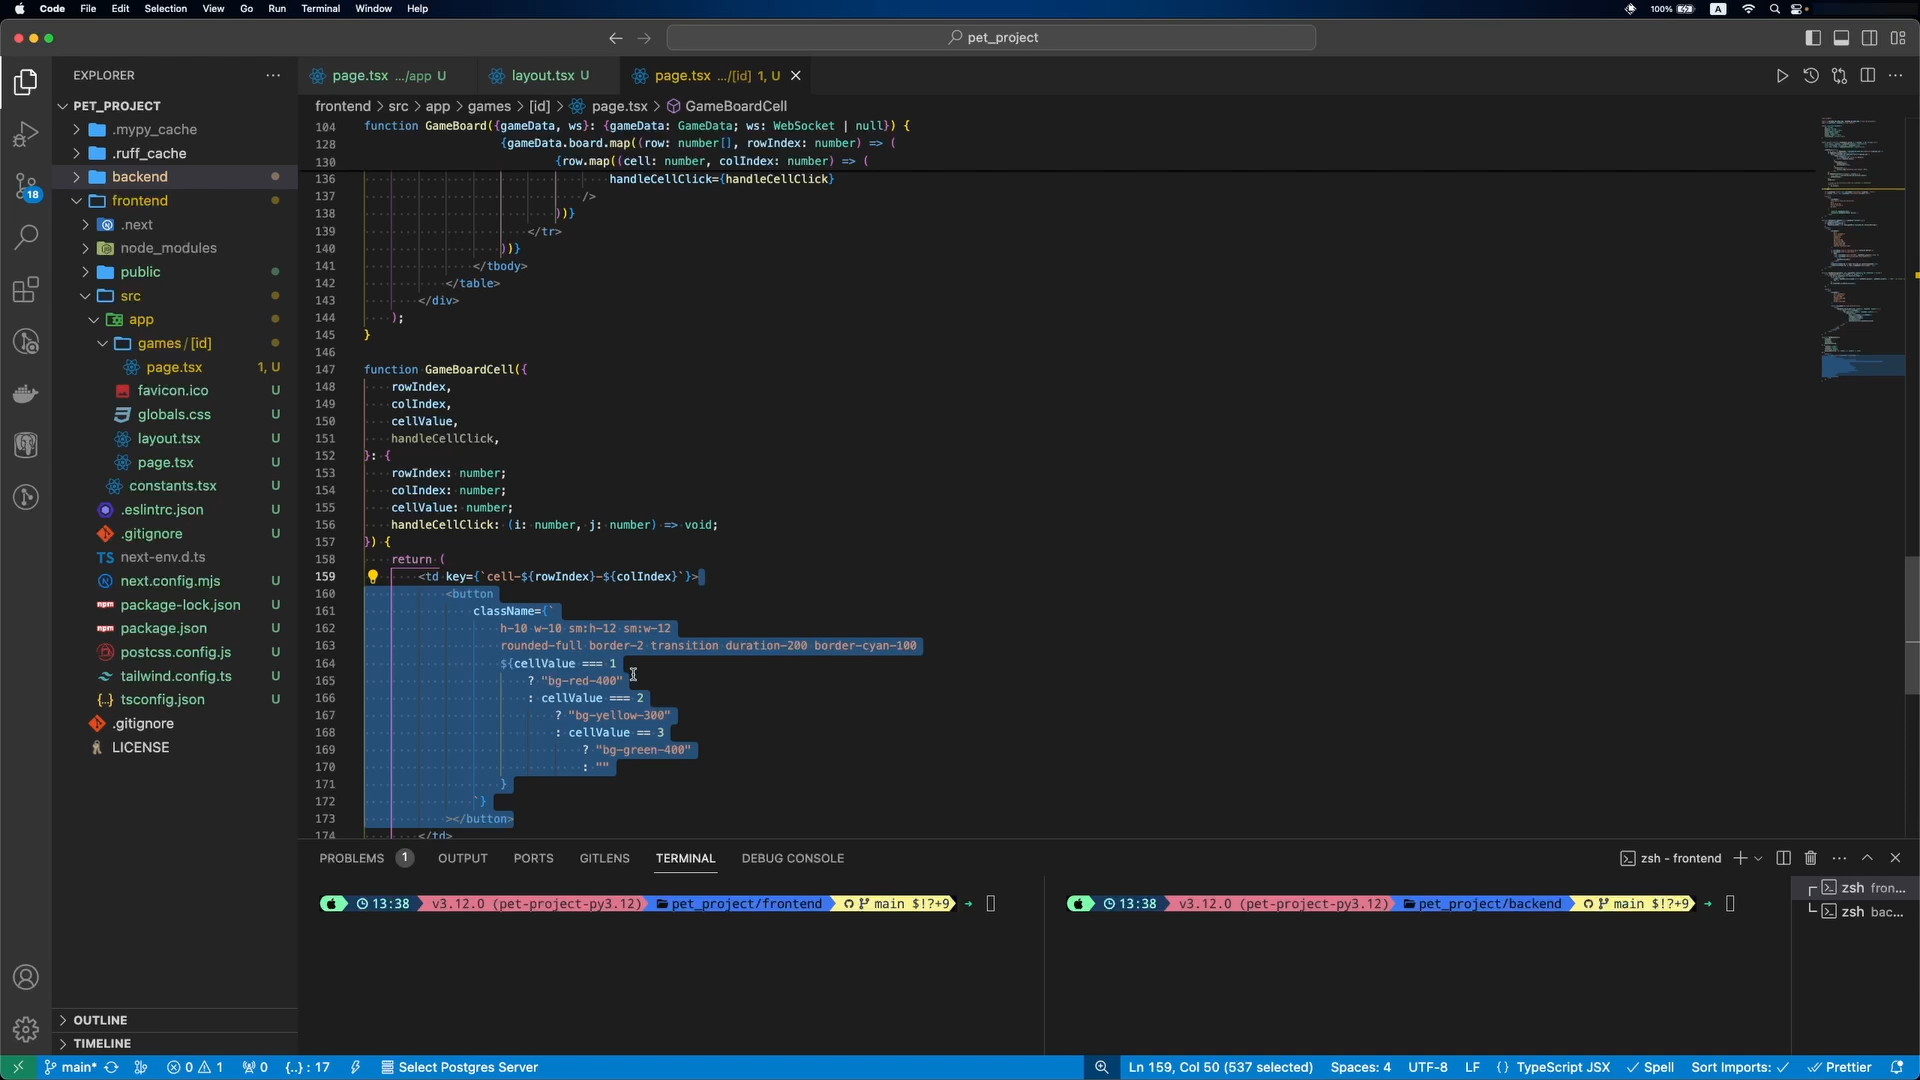 Code File Edit Selection View Go Run Terminal Window Help
100% A
pet_project
EXPLORER
PET_PROJECT
.mypy_cache
.ruff_cache
backend
frontend
.next
node_modules
public
src
app
games/[id]
page.tsx 1, U
favicon.ico U
globals.css U
layout.tsx U
page.tsx U
constants.tsx U
.eslintrc.json U
.gitignore U
TS next-env.d.ts
next.config.mjs U
package-lock.json U
package.json U
postcss.config.js U
tailwind.config.ts U
tsconfig.json U
.gitignore
LICENSE
OUTLINE
TIMELINE
18
page.tsx .../app U layout.tsx U page.tsx .../[id] 1, U
frontend > src > app > games > [id] > page.tsx > GameBoardCell
104 function GameBoard({gameData, ws}: {gameData: GameData; ws: WebSocket | null}) {
128 {gameData.board.map((row: number[], rowIndex: number) => (
130 {row.map((cell: number, colIndex: number) => (
136 handleCellClick={handleCellClick}
137 />
138 ))}
139 </tr>
140 ))}
141 </tbody>
142 </table>
143 </div>
144 );
145 }
146
147 function GameBoardCell({
148 rowIndex,
149 colIndex,
150 cellValue,
151 handleCellClick,
152 }: {
153 rowIndex: number;
154 colIndex: number;
155 cellValue: number;
156 handleCellClick: (i: number, j: number) => void;
157 }) {
158 return (
159 <td key={`cell-${rowIndex}-${colIndex}`}>
160 <button
161 className={`
162 h-10 w-10 sm:h-12 sm:w-12
163 rounded-full border-2 transition duration-200 border-cyan-100
164 ${cellValue === 1
165 ? "bg-red-400"
166 : cellValue === 2
167 ? "bg-yellow-300"
168 : cellValue == 3
169 ? "bg-green-400"
170 : ""
171 }
172 `}
173 ></button>
174 </td>
PROBLEMS 1 OUTPUT PORTS GITLENS TERMINAL DEBUG CONSOLE
zsh - frontend
13:38 v3.12.0 (pet-project-py3.12) pet_project/frontend main $!?+9
13:38 v3.12.0 (pet-project-py3.12) pet_project/backend main $!?+9
zsh fron...
zsh bac...
main* 0 1 0 {..} : 17 Select Postgres Server
Ln 159, Col 50 (537 selected) Spaces: 4 UTF-8 LF {} TypeScript JSX Spell Sort Imports: Prettier